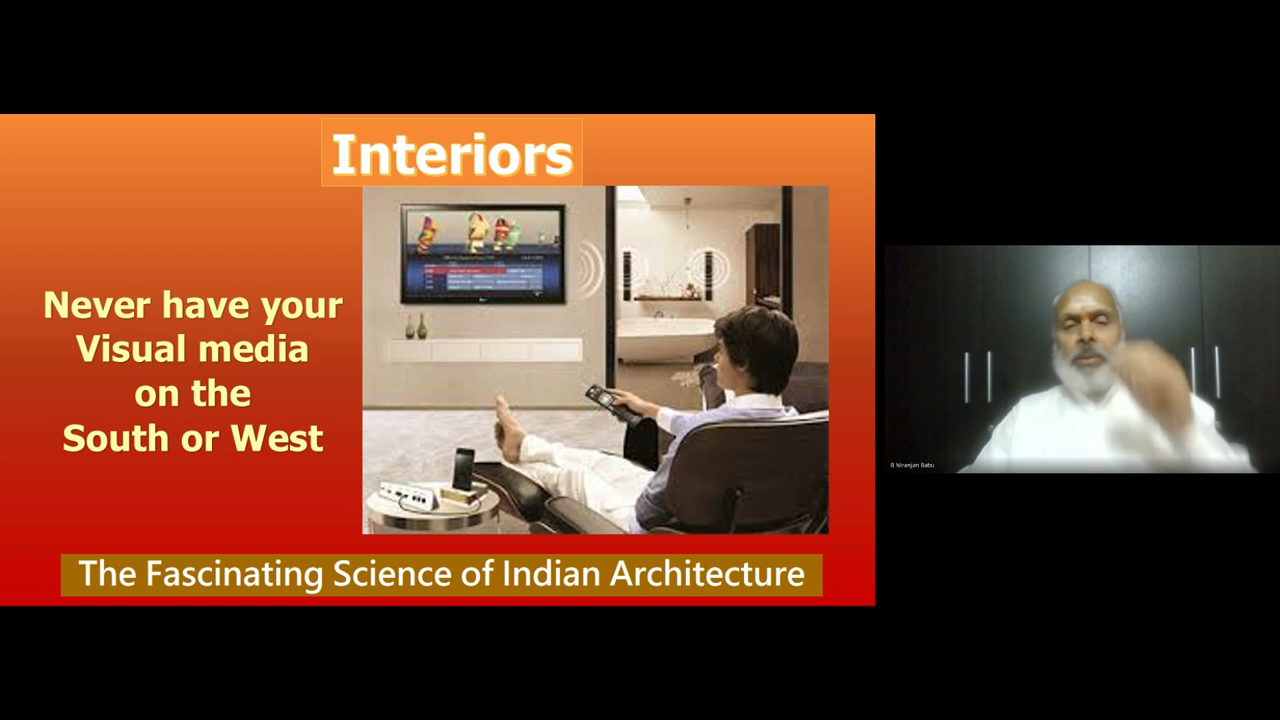 Interiors
Never have your
Visual media
on the
South or West
The Fascinating Science of Indian Architecture
B Niranjan Babu